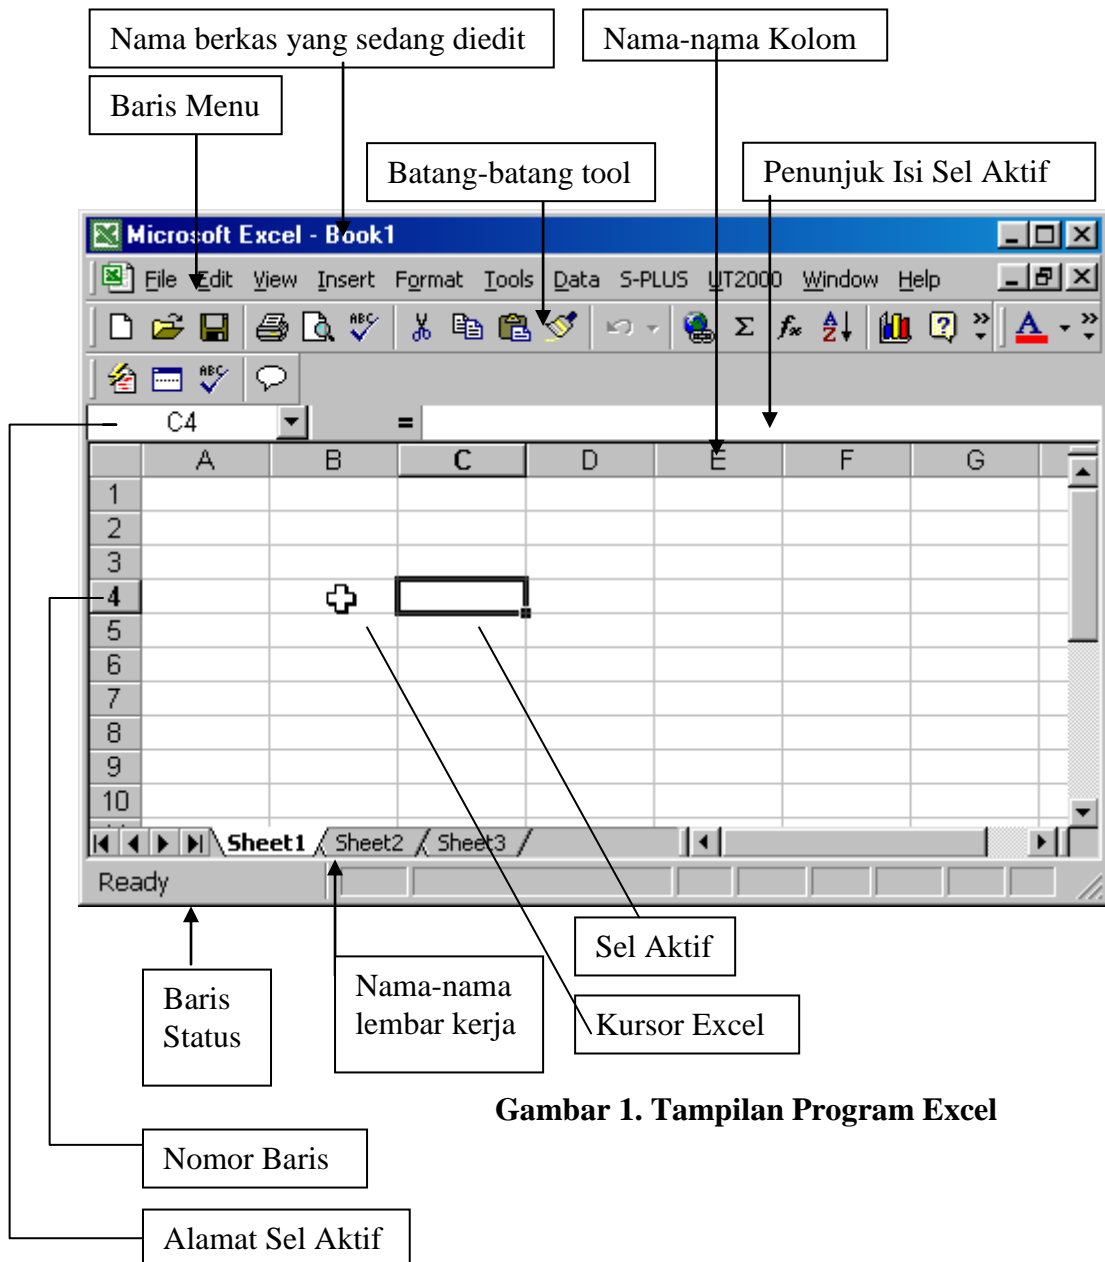 Nama berkas yang sedang diedit
Nama-nama Kolom
Baris Menu
Batang-batang tool
Penunjuk Isi Sel Aktif
Microsoft Excel - Book1
File Edit View Insert Format Tools Data S-PLUS UT2000 Window Help
ABC Σ fx A Z ? » A »
ABC
C4 =
A B C D E F G
1
2
3
4
5
6
7
8
9
10
Sheet1 Sheet2 Sheet3
Ready
Sel Aktif
Baris
Status
Nama-nama
lembar kerja
Kursor Excel
Gambar 1. Tampilan Program Excel
Nomor Baris
Alamat Sel Aktif